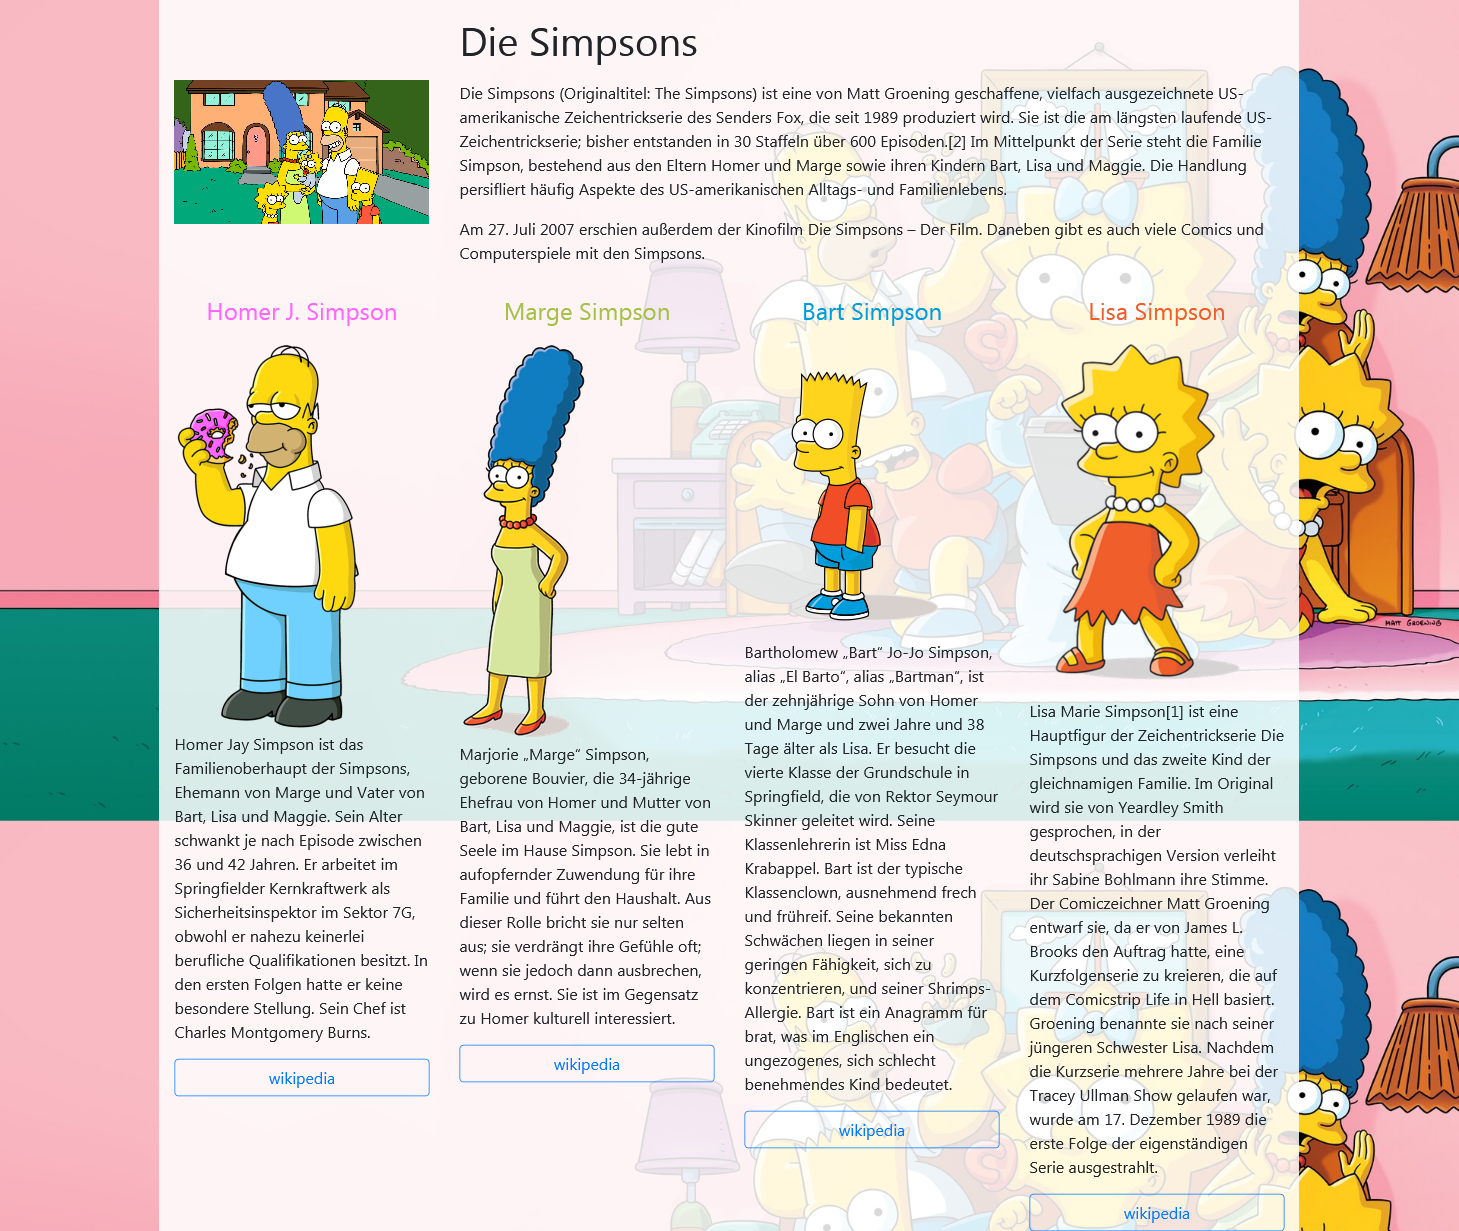 Die Simpsons
Die Simpsons (Originaltitel: The Simpsons) ist eine von Matt Groening geschaffene, vielfach ausgezeichnete US-
amerikanische Zeichentrickserie des Senders Fox, die seit 1989 produziert wird. Sie ist die am längsten laufende US-
Zeichentrickserie; bisher entstanden in 30 Staffeln über 600 Episoden.[2] Im Mittelpunkt der Serie steht die Familie
Simpson, bestehend aus den Eltern Homer und Marge sowie ihren Kindern Bart, Lisa und Maggie. Die Handlung
persifliert häufig Aspekte des US-amerikanischen Alltags- und Familienlebens.
Am 27. Juli 2007 erschien außerdem der Kinofilm Die Simpsons – Der Film. Daneben gibt es auch viele Comics und
Computerspiele mit den Simpsons.
Homer J. Simpson
Homer Jay Simpson ist das
Familienoberhaupt der Simpsons,
Ehemann von Marge und Vater von
Bart, Lisa und Maggie. Sein Alter
schwankt je nach Episode zwischen
36 und 42 Jahren. Er arbeitet im
Springfielder Kernkraftwerk als
Sicherheitsinspektor im Sektor 7G,
obwohl er nahezu keinerlei
berufliche Qualifikationen besitzt. In
den ersten Folgen hatte er keine
besondere Stellung. Sein Chef ist
Charles Montgomery Burns.
wikipedia
Marge Simpson
Marjorie „Marge“ Simpson,
geborene Bouvier, die 34-jährige
Ehefrau von Homer und Mutter von
Bart, Lisa und Maggie, ist die gute
Seele im Hause Simpson. Sie lebt in
aufopfernder Zuwendung für ihre
Familie und führt den Haushalt. Aus
dieser Rolle bricht sie nur selten
aus; sie verdrängt ihre Gefühle oft;
wenn sie jedoch dann ausbrechen,
wird es ernst. Sie ist im Gegensatz
zu Homer kulturell interessiert.
wikipedia
Bart Simpson
Bartholomew „Bart“ Jo-Jo Simpson,
alias „El Barto“, alias „Bartman“, ist
der zehnjährige Sohn von Homer
und Marge und zwei Jahre und 38
Tage älter als Lisa. Er besucht die
vierte Klasse der Grundschule in
Springfield, die von Rektor Seymour
Skinner geleitet wird. Seine
Klassenlehrerin ist Miss Edna
Krabappel. Bart ist der typische
Klassenclown, ausnehmend frech
und frühreif. Seine bekannten
Schwächen liegen in seiner
geringen Fähigkeit, sich zu
konzentrieren, und seiner Shrimps-
Allergie. Bart ist ein Anagramm für
brat, was im Englischen ein
ungezogenes, sich schlecht
benehmendes Kind bedeutet.
wikipedia
Lisa Simpson
Lisa Marie Simpson[1] ist eine
Hauptfigur der Zeichentrickserie Die
Simpsons und das zweite Kind der
gleichnamigen Familie. Im Original
wird sie von Yeardley Smith
gesprochen, in der
deutschsprachigen Version verleiht
ihr Sabine Bohlmann ihre Stimme.
Der Comiczeichner Matt Groening
entwarf sie, da er von James L.
Brooks den Auftrag hatte, eine
Kurzfolgenserie zu kreieren, die auf
dem Comicstrip Life in Hell basiert.
Groening benannte sie nach seiner
jüngeren Schwester Lisa. Nachdem
die Kurzserie mehrere Jahre bei der
Tracey Ullman Show gelaufen war,
wurde am 17. Dezember 1989 die
erste Folge der eigenständigen
Serie ausgestrahlt.
wikipedia
MATT GROENING